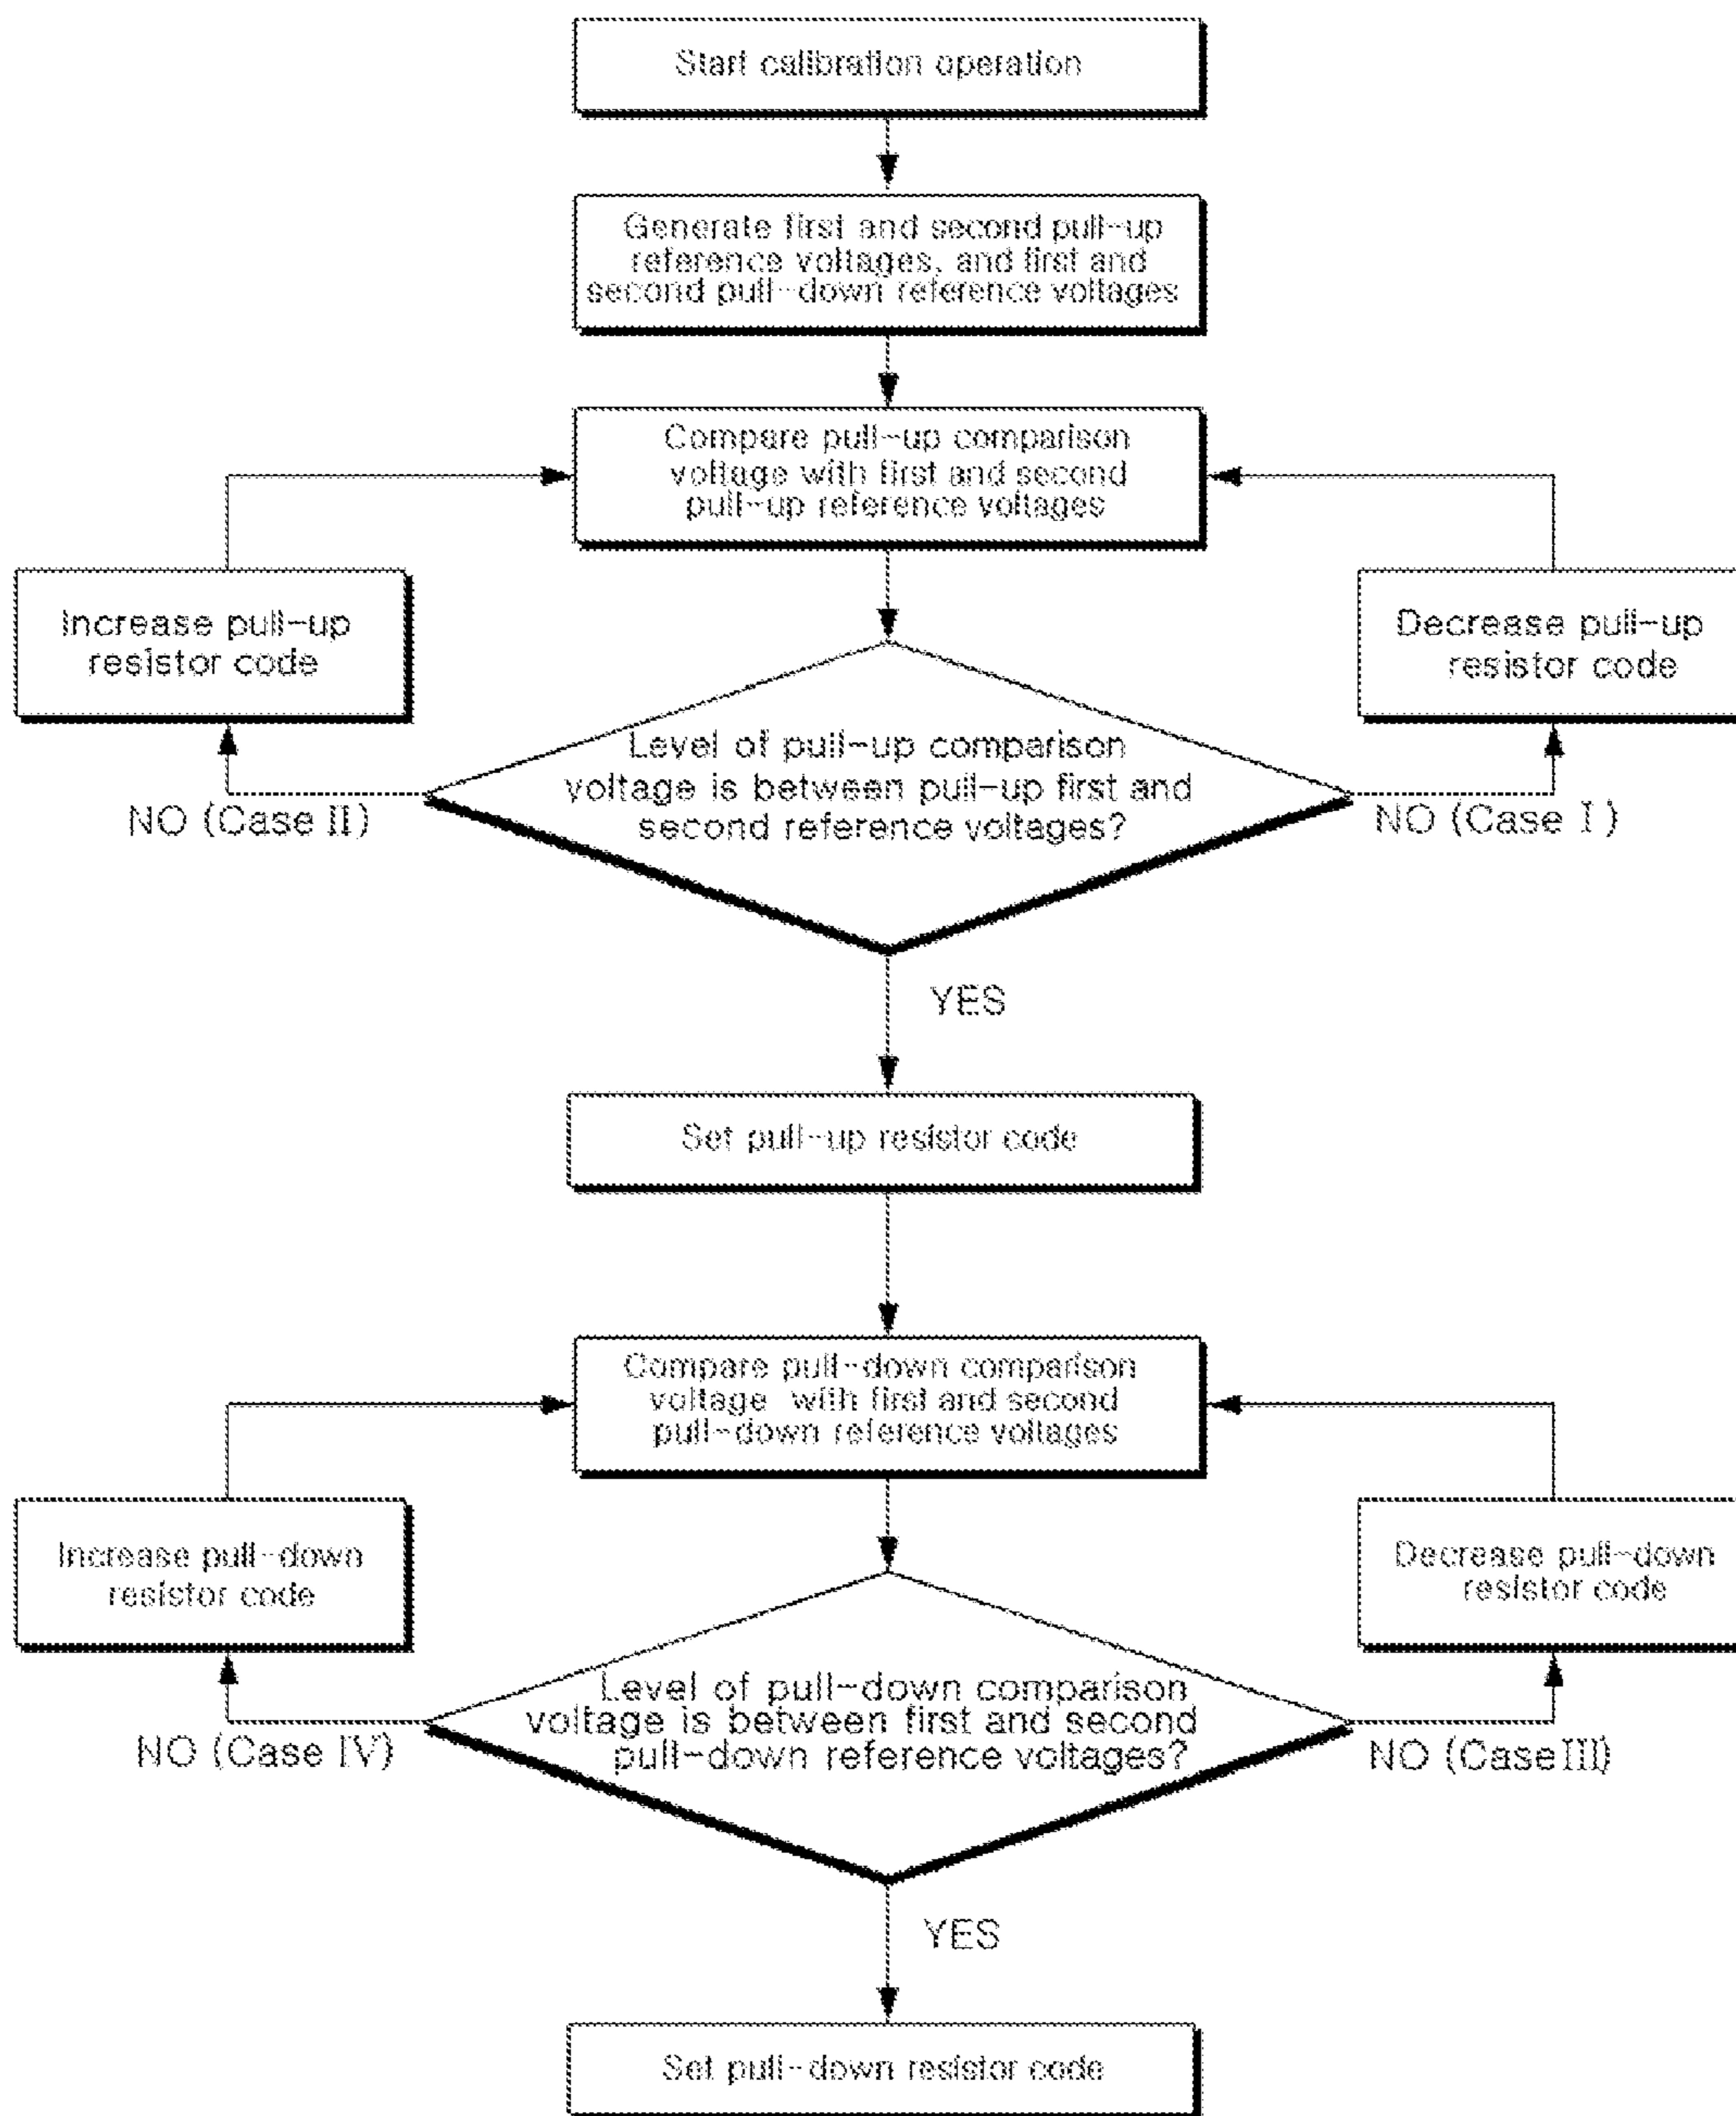 Start calibration operation
Generate first and second pull-up
reference voltages, and first and
second pull-down reference voltages
Compare pull-up comparison
voltage with first and second
pull-up reference voltages
Increase pull-up
resistor code
Decrease pull-up
resistor code
Level of pull-up comparison
voltage is between pull-up first and
second reference voltages?
NO (Case II)
NO (Case I)
YES
Set pull-up resistor code
Compare pull-down comparison
voltage with first and second
pull-down reference voltages
Increase pull-down
resistor code
Decrease pull-down
resistor code
Level of pull-down comparison
voltage is between first and second
pull-down reference voltages?
NO (Case IV)
NO (Case III)
YES
Set pull-down resistor code